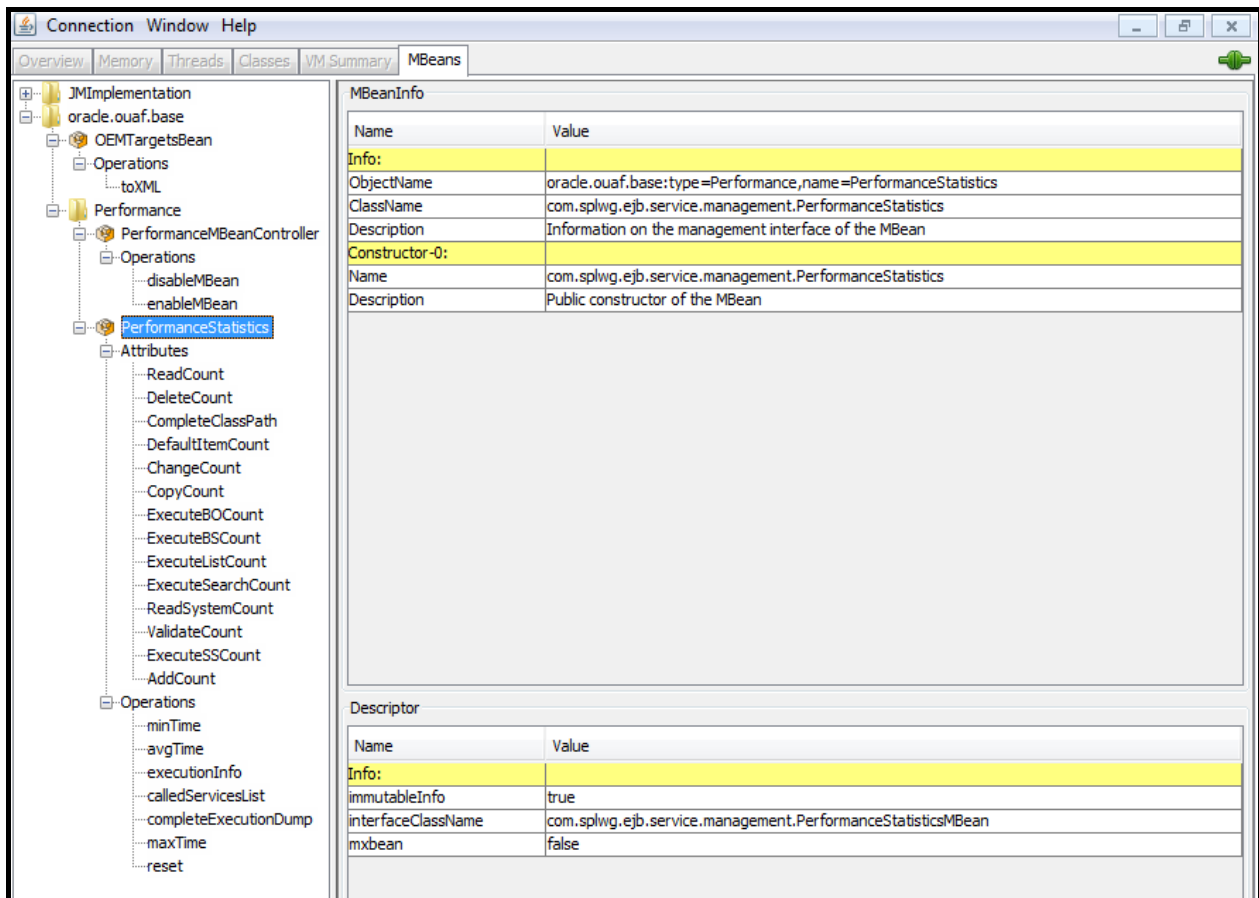 Connection Window Help
Overview Memory Threads Classes VM Summary MBeans
JMImplementation
oracle.ouaf.base
OEMTargetsBean
Operations
toXML
Performance
PerformanceMBeanController
Operations
disableMBean
enableMBean
PerformanceStatistics
Attributes
ReadCount
DeleteCount
CompleteClassPath
DefaultItemCount
ChangeCount
CopyCount
ExecuteBOCount
ExecuteBSCount
ExecuteListCount
ExecuteSearchCount
ReadSystemCount
ValidateCount
ExecuteSSCount
AddCount
Operations
minTime
avgTime
executionInfo
calledServicesList
completeExecutionDump
maxTime
reset
MBeanInfo
Name Value
Info:
ObjectName oracle.ouaf.base:type=Performance,name=PerformanceStatistics
ClassName com.splwg.ejb.service.management.PerformanceStatistics
Description Information on the management interface of the MBean
Constructor-0:
Name com.splwg.ejb.service.management.PerformanceStatistics
Description Public constructor of the MBean
Descriptor
Name Value
Info:
immutableInfo true
interfaceClassName com.splwg.ejb.service.management.PerformanceStatisticsMBean
mxbean false